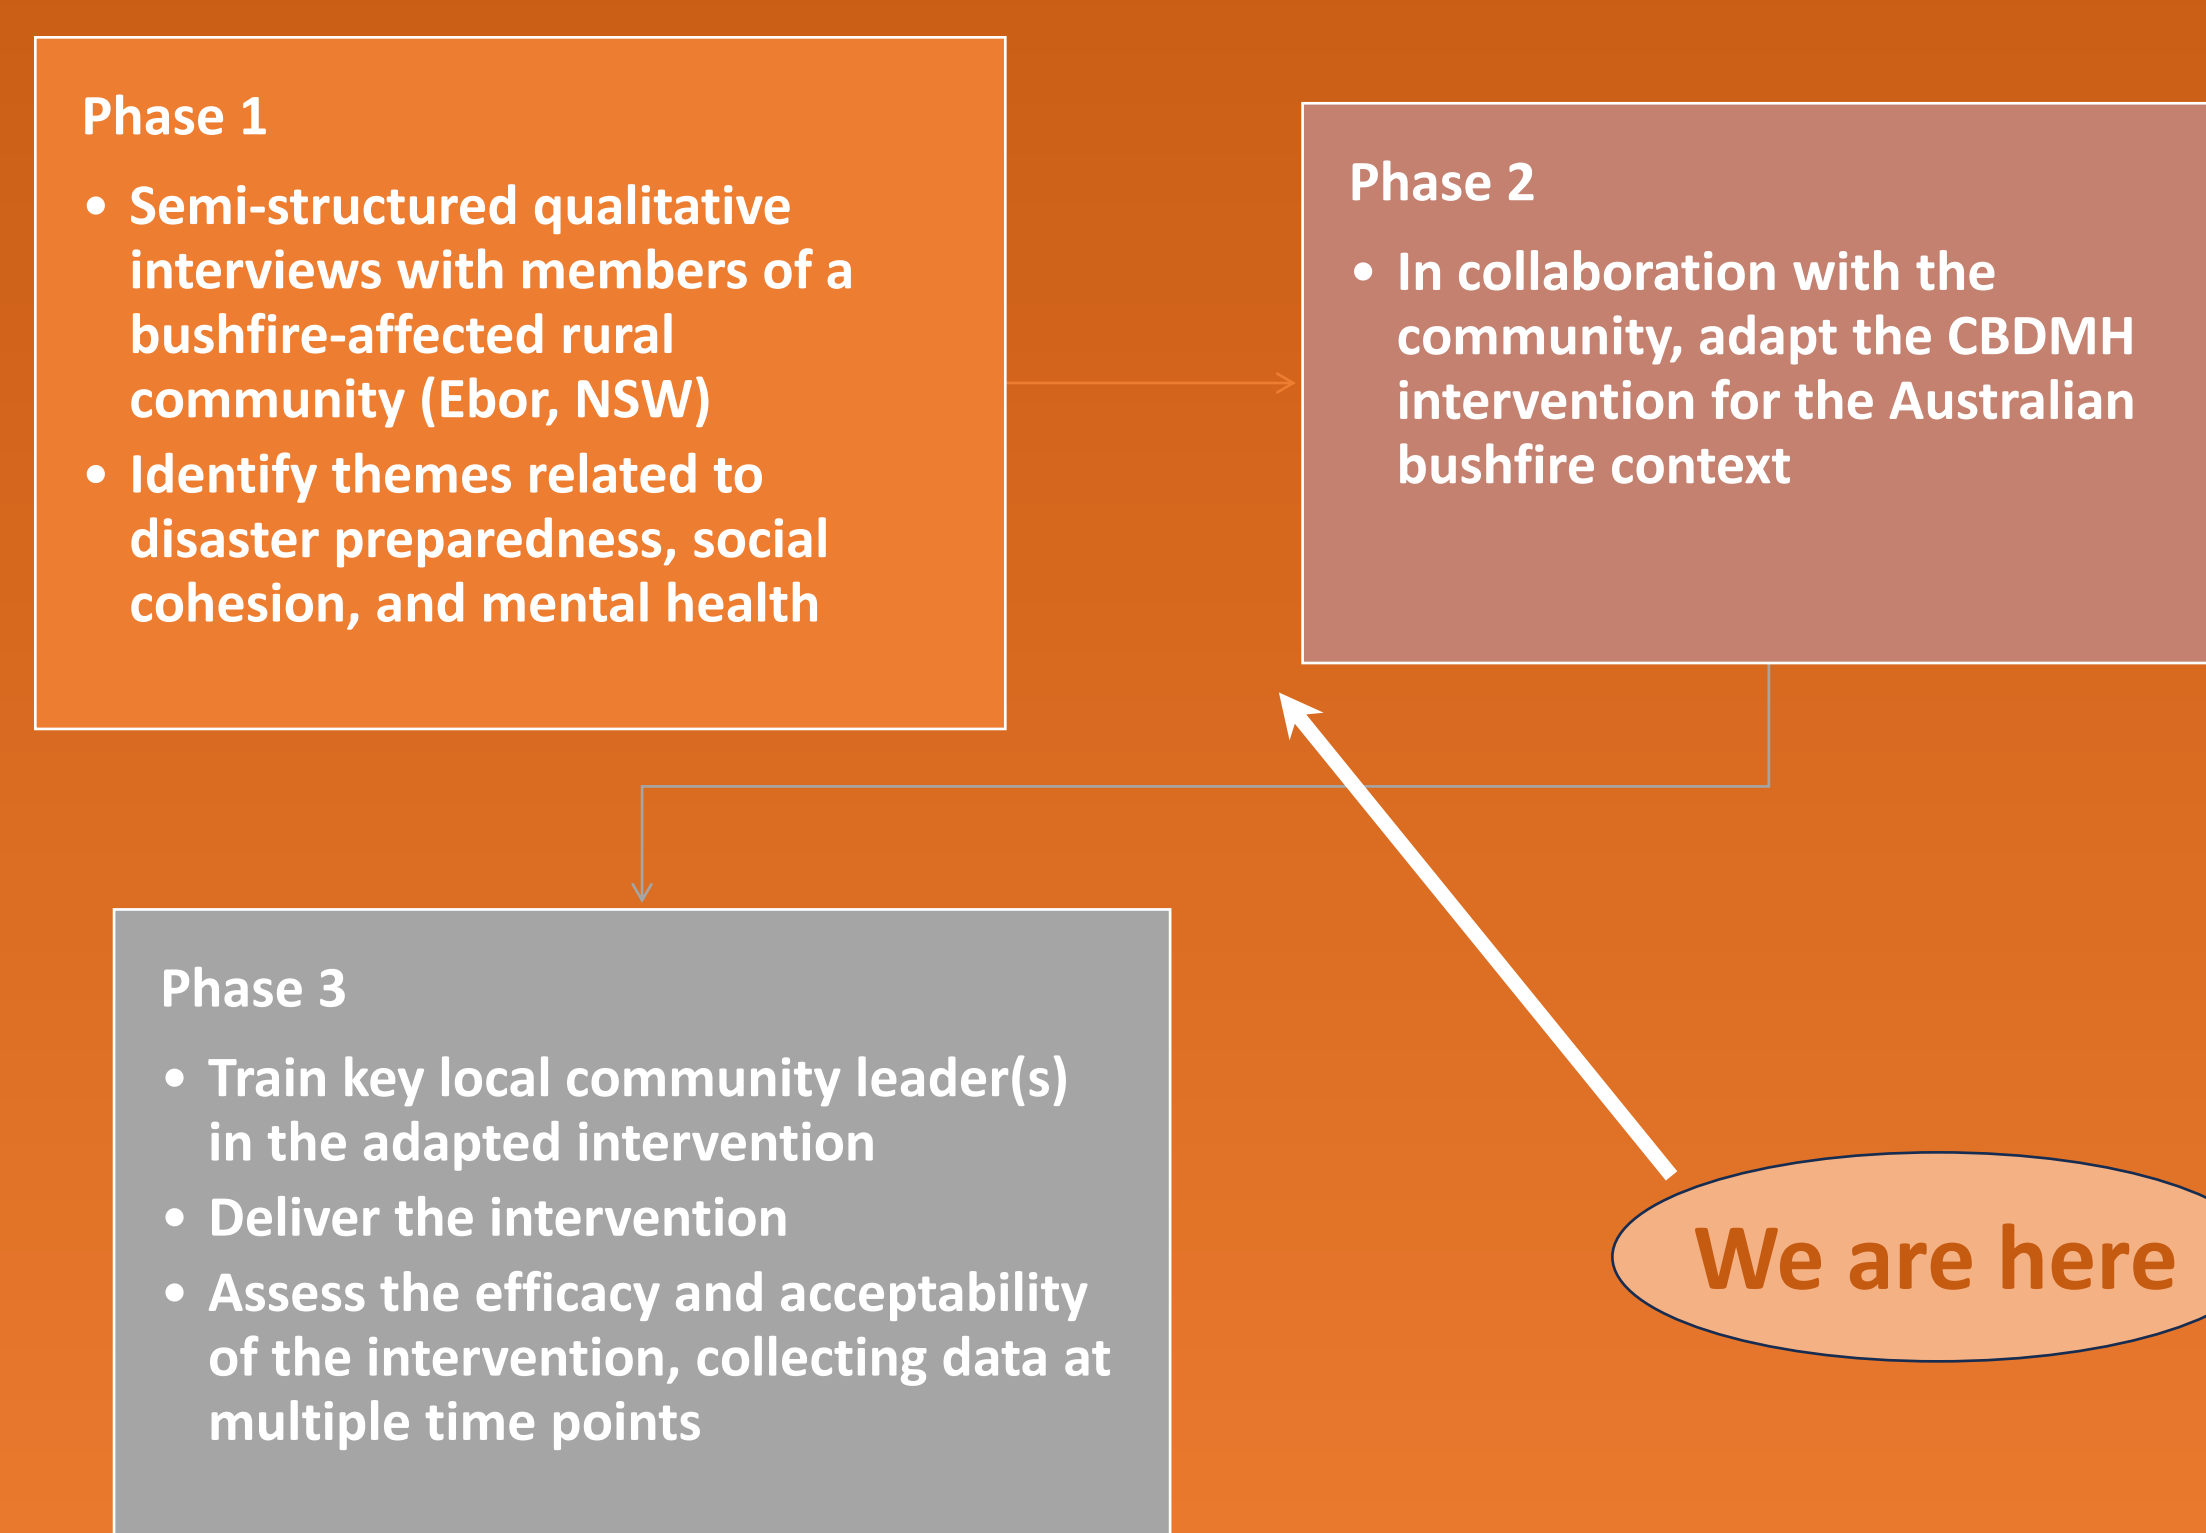 Phase 1
• Semi-structured qualitative
interviews with members of a
bushfire-affected rural
community (Ebor, NSW)
• Identify themes related to
disaster preparedness, social
cohesion, and mental health
Phase 2
• In collaboration with the
community, adapt the CBDMH
intervention for the Australian
bushfire context
Phase 3
• Train key local community leader(s)
in the adapted intervention
• Deliver the intervention
• Assess the efficacy and acceptability
of the intervention, collecting data at
multiple time points
We are here